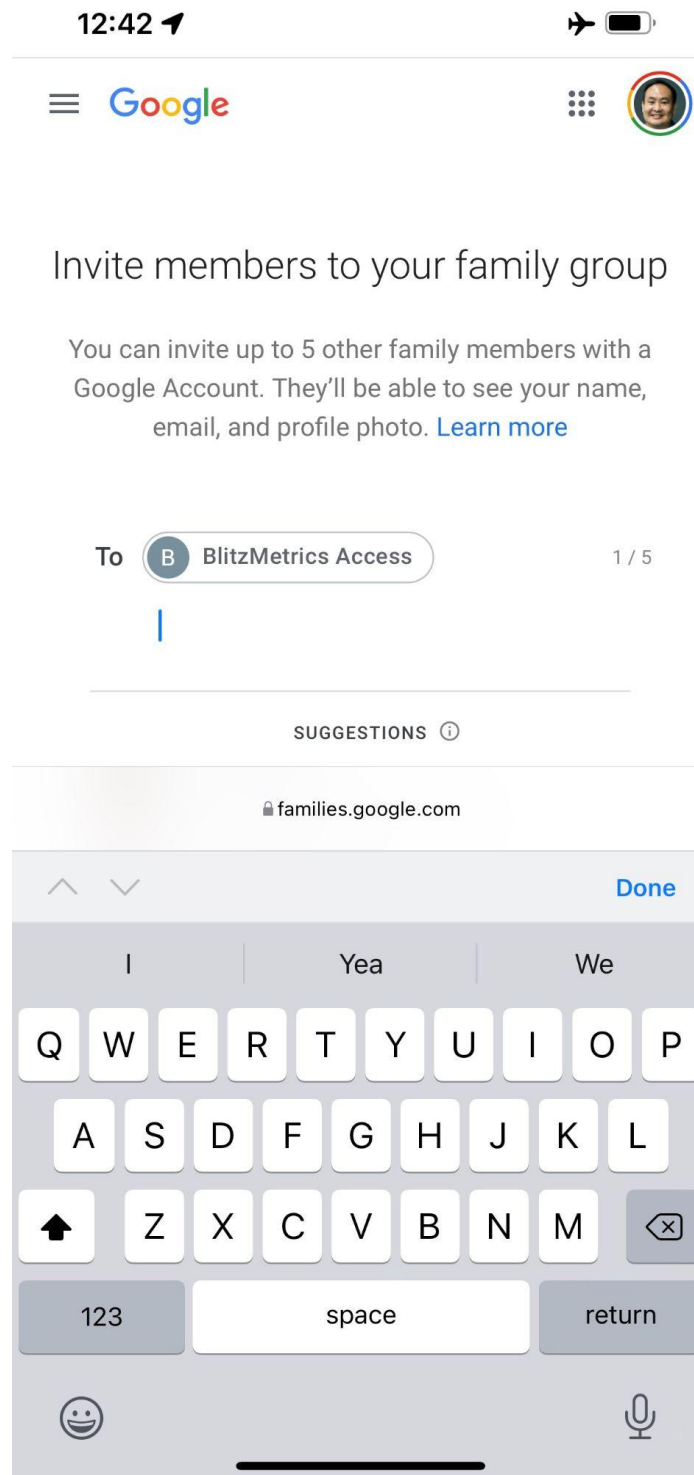 12:42
Google
Invite members to your family group
You can invite up to 5 other family members with a
Google Account. They’ll be able to see your name,
email, and profile photo. Learn more
To B BlitzMetrics Access 1 / 5
SUGGESTIONS
families.google.com
Done
I Yea We
Q W E R T Y U I O P
A S D F G H J K L
Z X C V B N M
123 space return